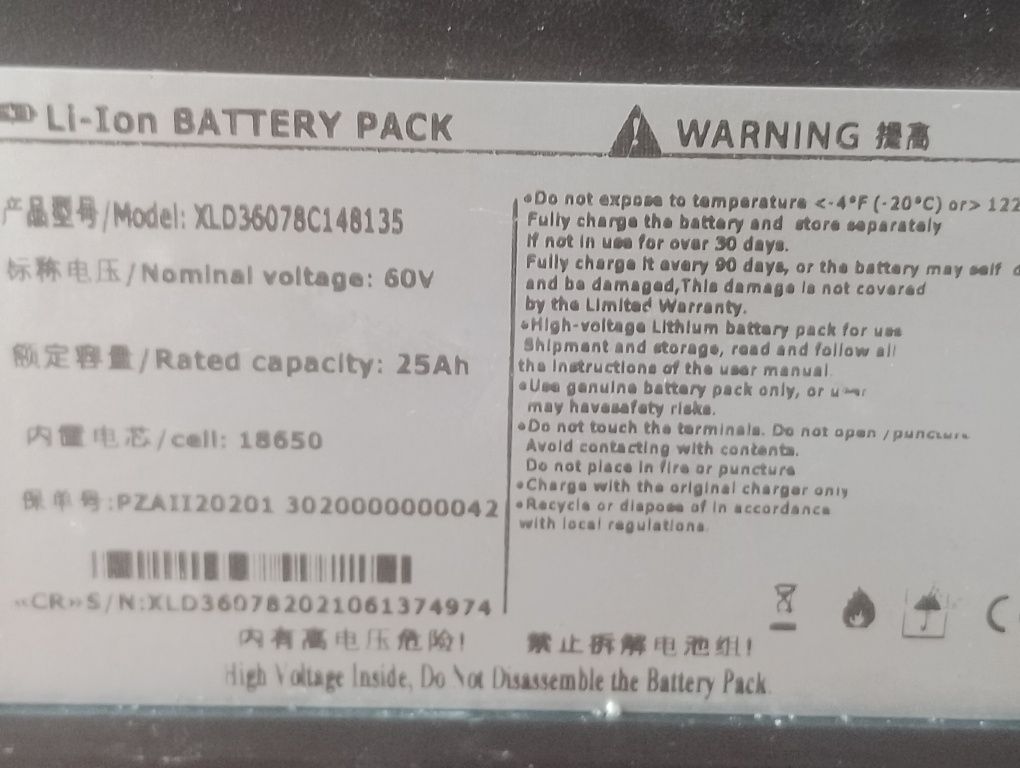 Li-Ion BATTERY PACK
WARNING 提高
产品型号/Model: XLD36078C148135
标称电压/Nominal voltage: 60V
额定容量/Rated capacity: 25Ah
内置电芯/cell: 18650
保单号:PZAII20201 3020000000042
«CR»S/N:XLD360782021061374974
•Do not expose to temperature <-4°F (-20°C) or> 122
Fully charge the battery and store separately
if not in use for over 30 days.
Fully charge it every 90 days, or the battery may self
and be damaged,This damage is not covered
by the Limited Warranty.
•High-voltage Lithium battery pack for use
Shipment and storage, read and follow all
the instructions of the user manual.
•Use genuine battery pack only, or
may havesafety risks.
•Do not touch the terminals. Do not open /puncture
Avoid contacting with contents.
Do not place in fire or puncture
•Charge with the original charger only
•Recycle or dispose of in accordance
with local regulations.
内有高电压危险!
禁止拆解电池组!
High Voltage Inside, Do Not Disassemble the Battery Pack.